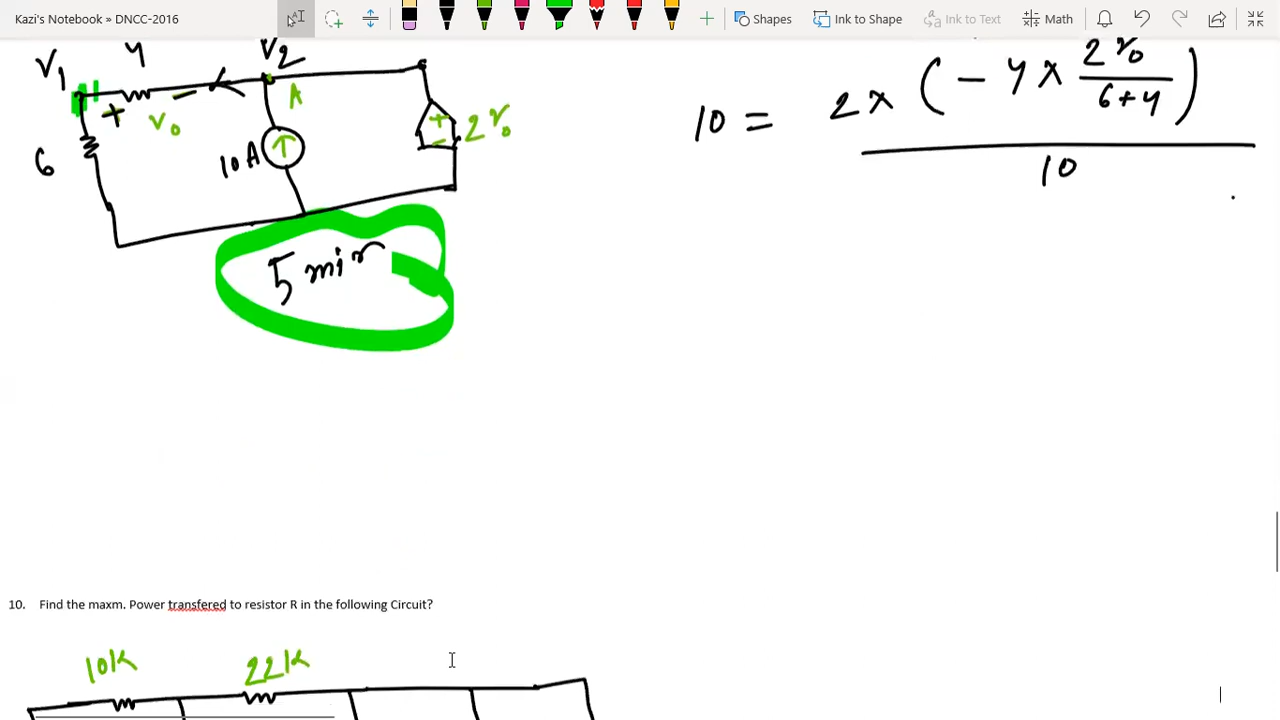 Kazi's Notebook » DNCC-2016
Shapes Ink to Shape Ink to Text Math
V1 4 V2
+ − A
v0
6 10A + − 2v0
5 min
10 = 2x (− 4 x 2v0 / 6+4) / 10
10. Find the maxm. Power transfered to resistor R in the following Circuit?
10K 22K